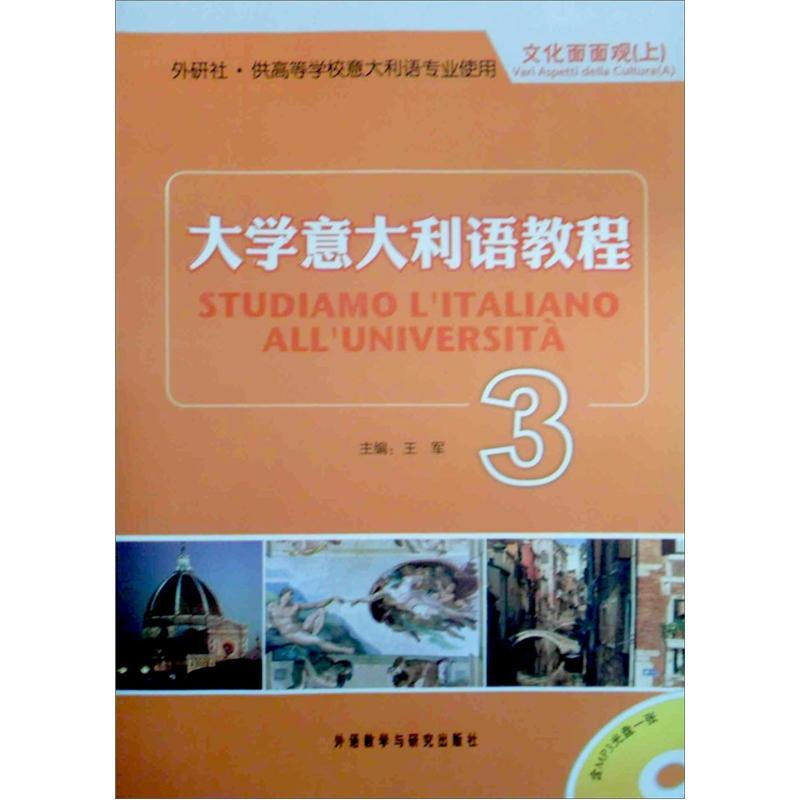 文化面面观(上)
Vari Aspetti della Cultura(A)
外研社·供高等学校意大利语专业使用
大学意大利语教程
STUDIAMO L'ITALIANO
ALL'UNIVERSITÀ
3
主编：王 军
外语教学与研究出版社
含MP3光盘一张